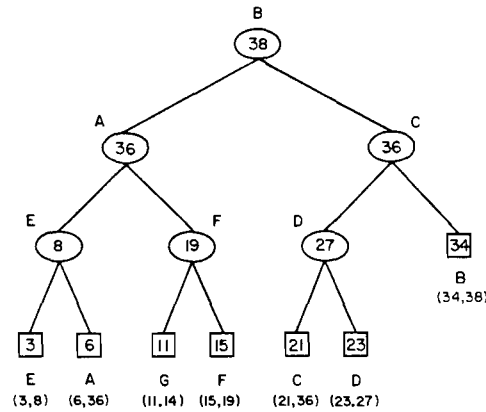 B
38
A
C
36
36
E
F
D
8
19
27
34
B
(34,38)
3
6
11
15
21
23
E
A
G
F
C
D
(3,8)
(6,36)
(11,14)
(15,19)
(21,36)
(23,27)